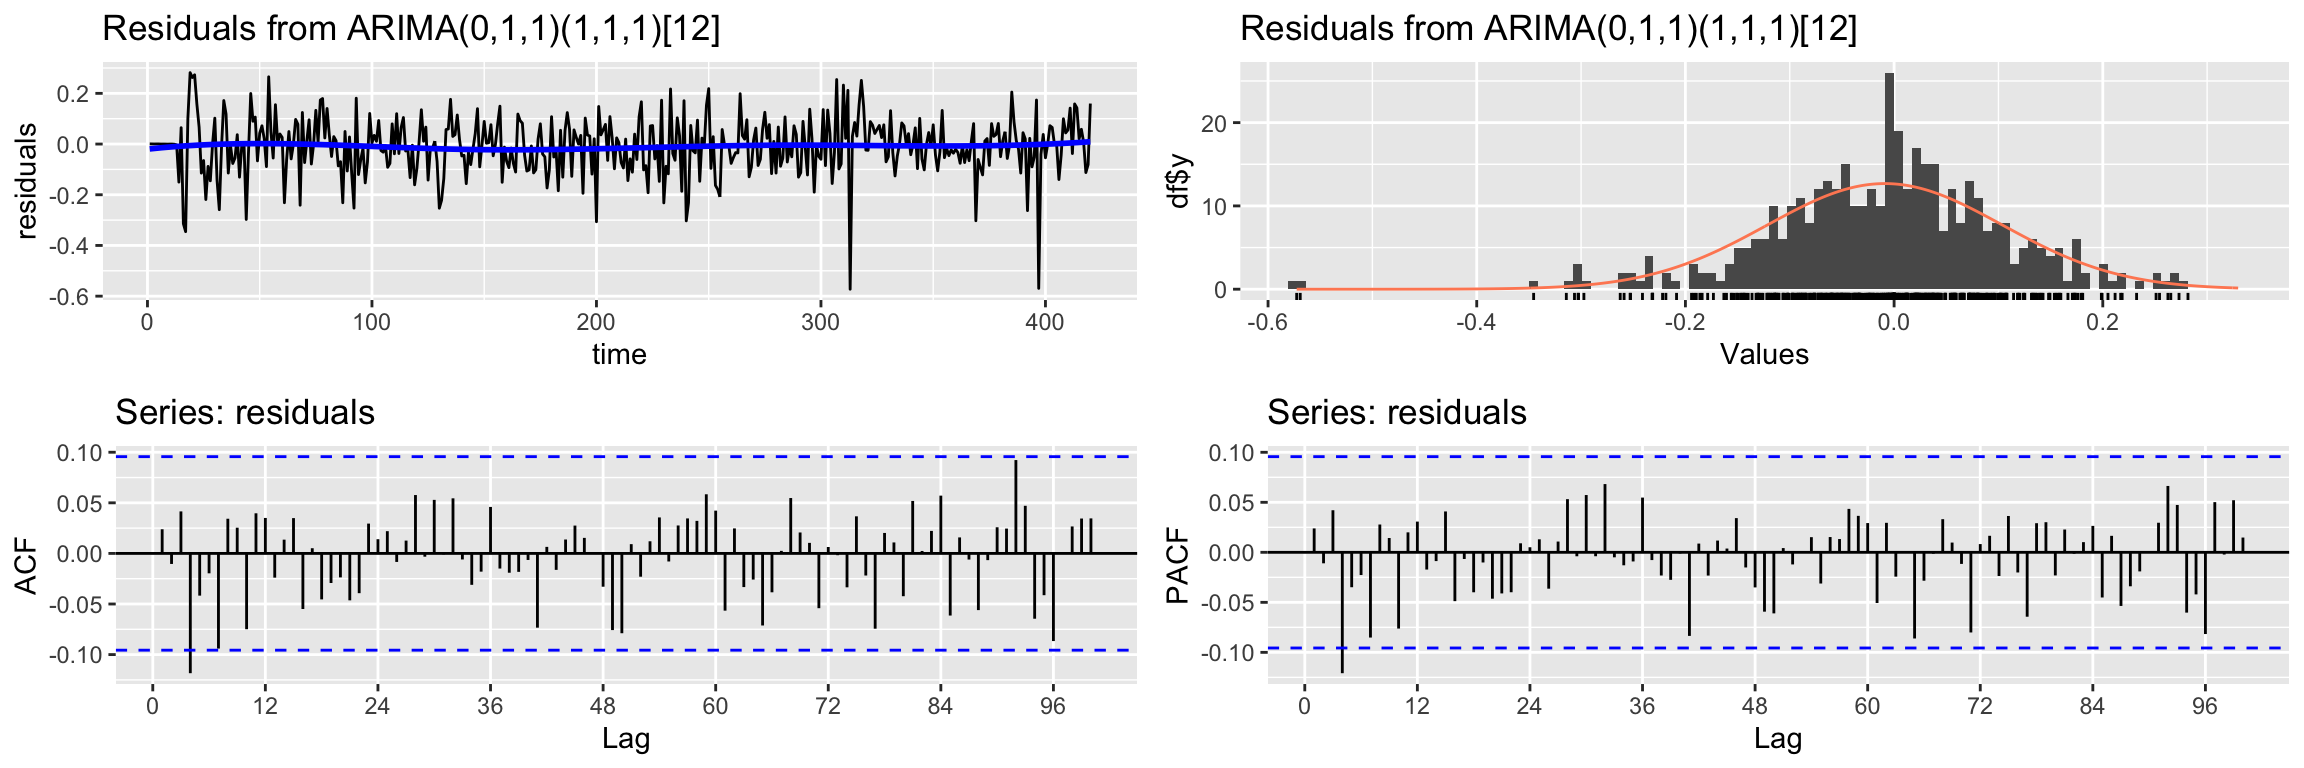 Residuals from ARIMA(0,1,1)(1,1,1)[12]
residuals
0.2
0.0
-0.2
-0.4
-0.6
0 100 200 300 400
time
Residuals from ARIMA(0,1,1)(1,1,1)[12]
df$y
20
10
0
-0.6 -0.4 -0.2 0.0 0.2
Values
Series: residuals
ACF
0.10
0.05
0.00
-0.05
-0.10
0 12 24 36 48 60 72 84 96
Lag
Series: residuals
PACF
0.10
0.05
0.00
-0.05
-0.10
0 12 24 36 48 60 72 84 96
Lag